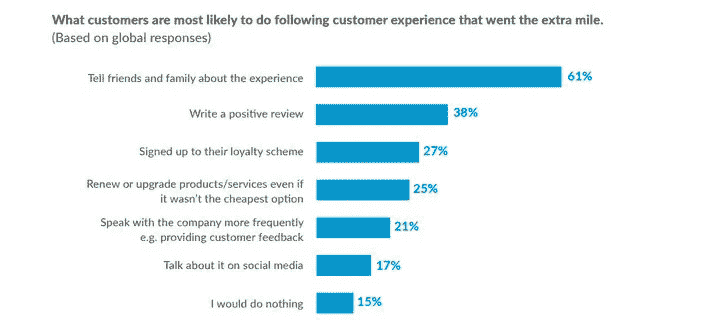 What customers are most likely to do following customer experience that went the extra mile.
(Based on global responses)
Tell friends and family about the experience
61%
Write a positive review
38%
Signed up to their loyalty scheme
27%
Renew or upgrade products/services even if
it wasn't the cheapest option
25%
Speak with the company more frequently
e.g. providing customer feedback
21%
Talk about it on social media
17%
I would do nothing
15%